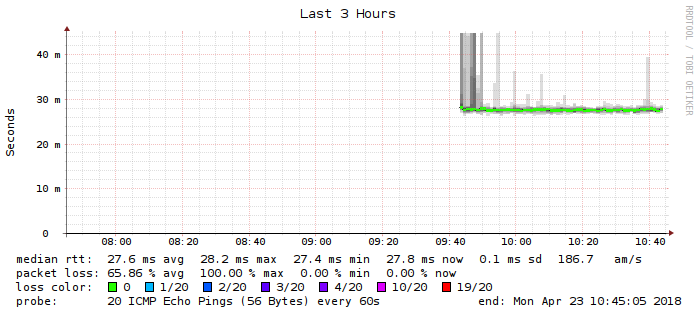 Last 3 Hours
RRDTOOL / TOBI OETIKER
Seconds
40 m
30 m
20 m
10 m
0
08:00 08:20 08:40 09:00 09:20 09:40 10:00 10:20 10:40
median rtt: 27.6 ms avg 28.2 ms max 27.4 ms min 27.8 ms now 0.1 ms sd 186.7 am/s
packet loss: 65.86 % avg 100.00 % max 0.00 % min 0.00 % now
loss color: 0 1/20 2/20 3/20 4/20 10/20 19/20
probe: 20 ICMP Echo Pings (56 Bytes) every 60s end: Mon Apr 23 10:45:05 2018